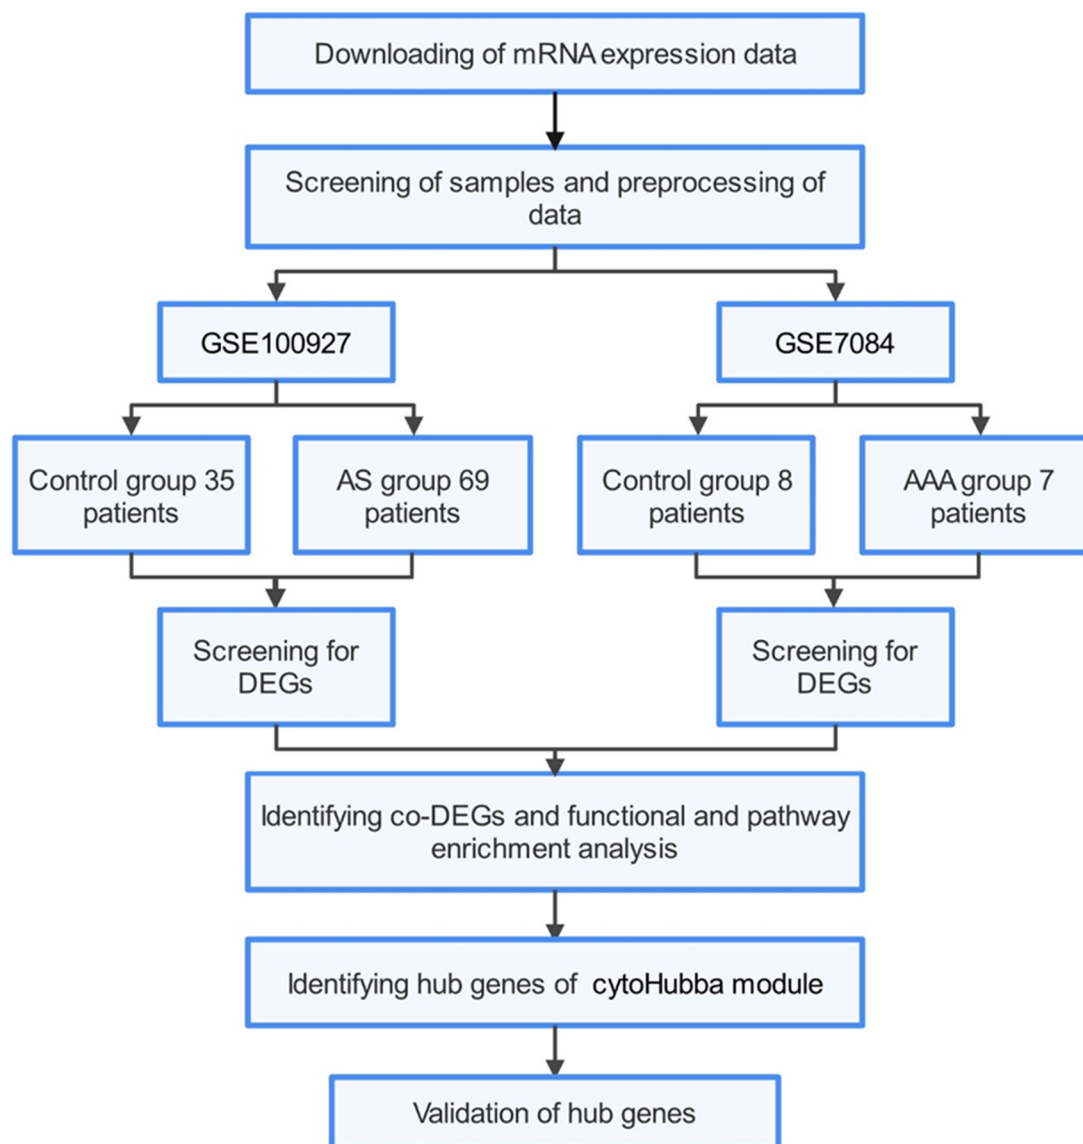 Downloading of mRNA expression data
Screening of samples and preprocessing of
data
GSE100927
GSE7084
Control group 35
patients
AS group 69
patients
Control group 8
patients
AAA group 7
patients
Screening for
DEGs
Screening for
DEGs
Identifying co-DEGs and functional and pathway
enrichment analysis
Identifying hub genes of cytoHubba module
Validation of hub genes